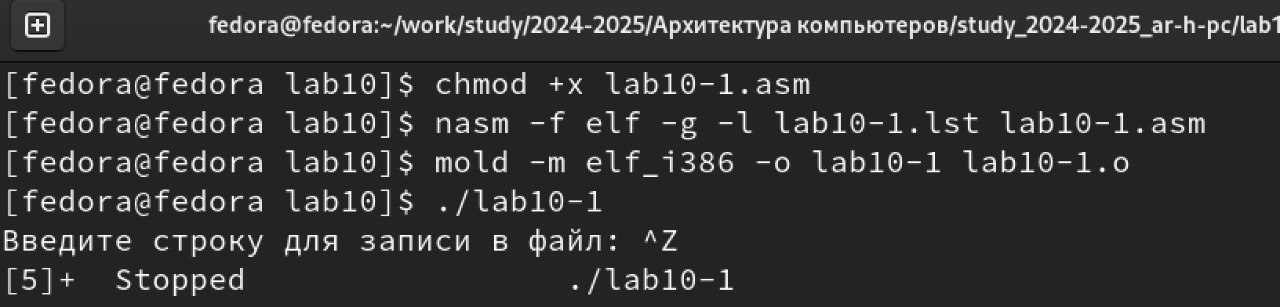 fedora@fedora:~/work/study/2024-2025/Архитектура компьютеров/study_2024-2025_ar-h-pc/lab1
[fedora@fedora lab10]$ chmod +x lab10-1.asm
[fedora@fedora lab10]$ nasm -f elf -g -l lab10-1.lst lab10-1.asm
[fedora@fedora lab10]$ mold -m elf_i386 -o lab10-1 lab10-1.o
[fedora@fedora lab10]$ ./lab10-1
Введите строку для записи в файл: ^Z
[5]+  Stopped                 ./lab10-1